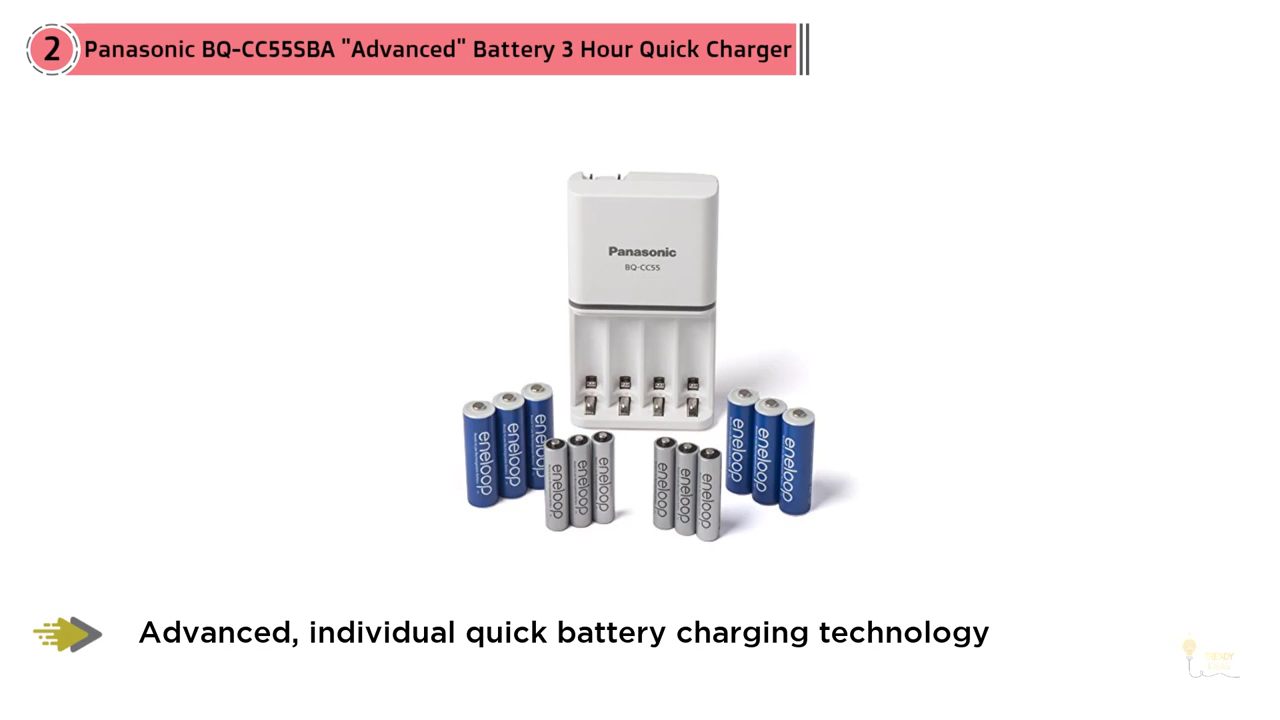 2
Panasonic BQ-CC55SBA "Advanced" Battery 3 Hour Quick Charger
Panasonic
BQ-CC55
eneloop
eneloop
eneloop
eneloop
eneloop
eneloop
eneloop
eneloop
eneloop
eneloop
eneloop
eneloop
Advanced, individual quick battery charging technology